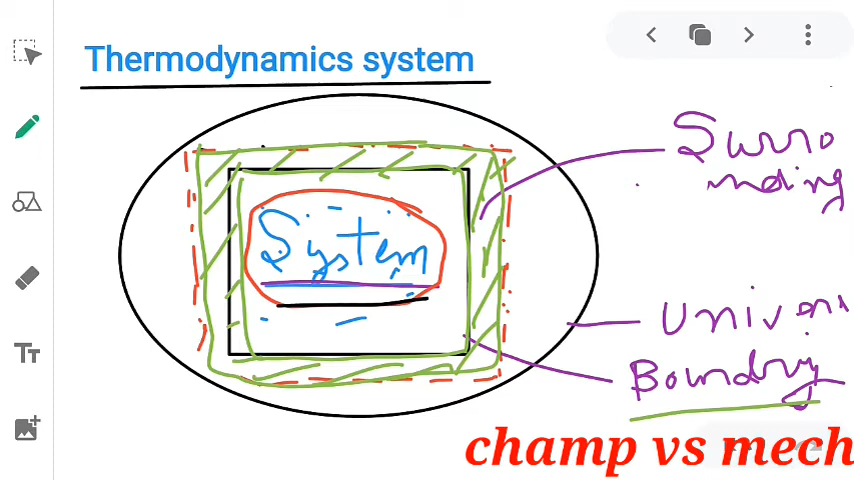 Thermodynamics system
Surro
nding
System
Univers
Boundry
champ vs mech